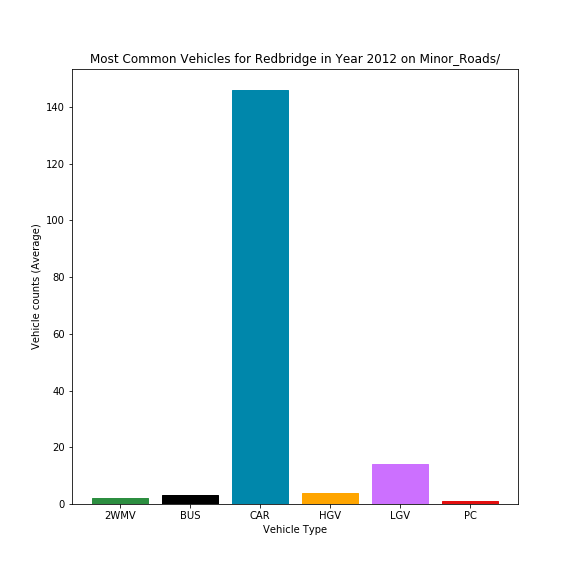 Most Common Vehicles for Redbridge in Year 2012 on Minor_Roads/
140
120
100
80
60
40
20
0
Vehicle counts (Average)
2WMV BUS CAR HGV LGV PC
Vehicle Type